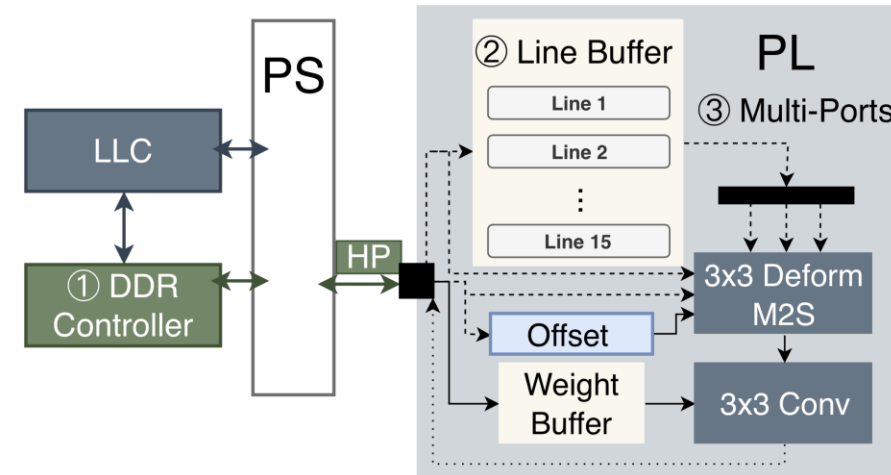 PS
LLC
① DDR
Controller
HP
PL
② Line Buffer
Line 1
Line 2
⋮
Line 15
③ Multi-Ports
3x3 Deform
M2S
Offset
Weight
Buffer
3x3 Conv